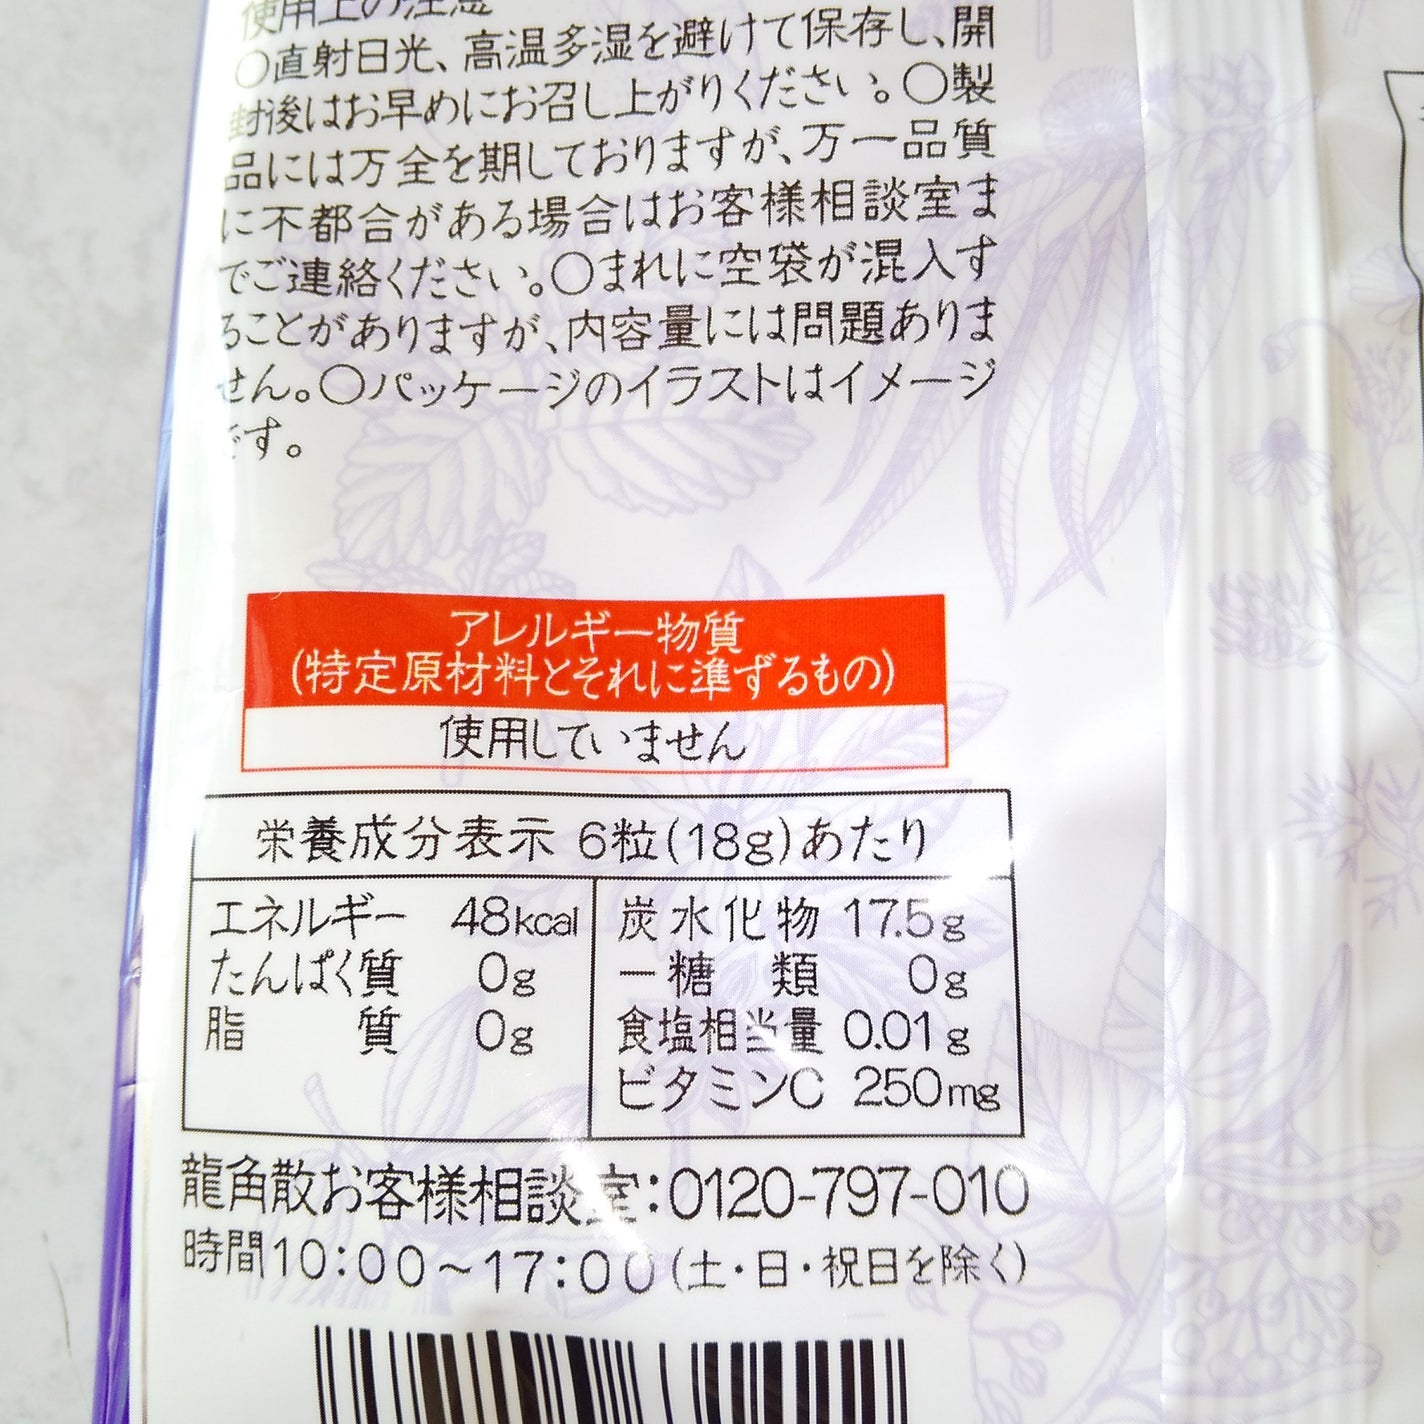 使用上の注意
〇直射日光、高温多湿を避けて保存し、開
封後はお早めにお召し上がりください。〇製
品には万全を期しておりますが、万一品質
に不都合がある場合はお客様相談室ま
でご連絡ください。〇まれに空袋が混入す
ることがありますが、内容量には問題ありま
せん。〇パッケージのイラストはイメージ
です。
アレルギー物質
(特定原材料とそれに準ずるもの)
使用していません
栄養成分表示 6粒(18g)あたり
エネルギー 48kcal
たんぱく質 0g
脂質 0g
炭水化物 17.5g
ー糖類 0g
食塩相当量 0.01g
ビタミンC 250mg
龍角散お客様相談室:0120-797-010
時間10:00~17:00(土・日・祝日を除く)